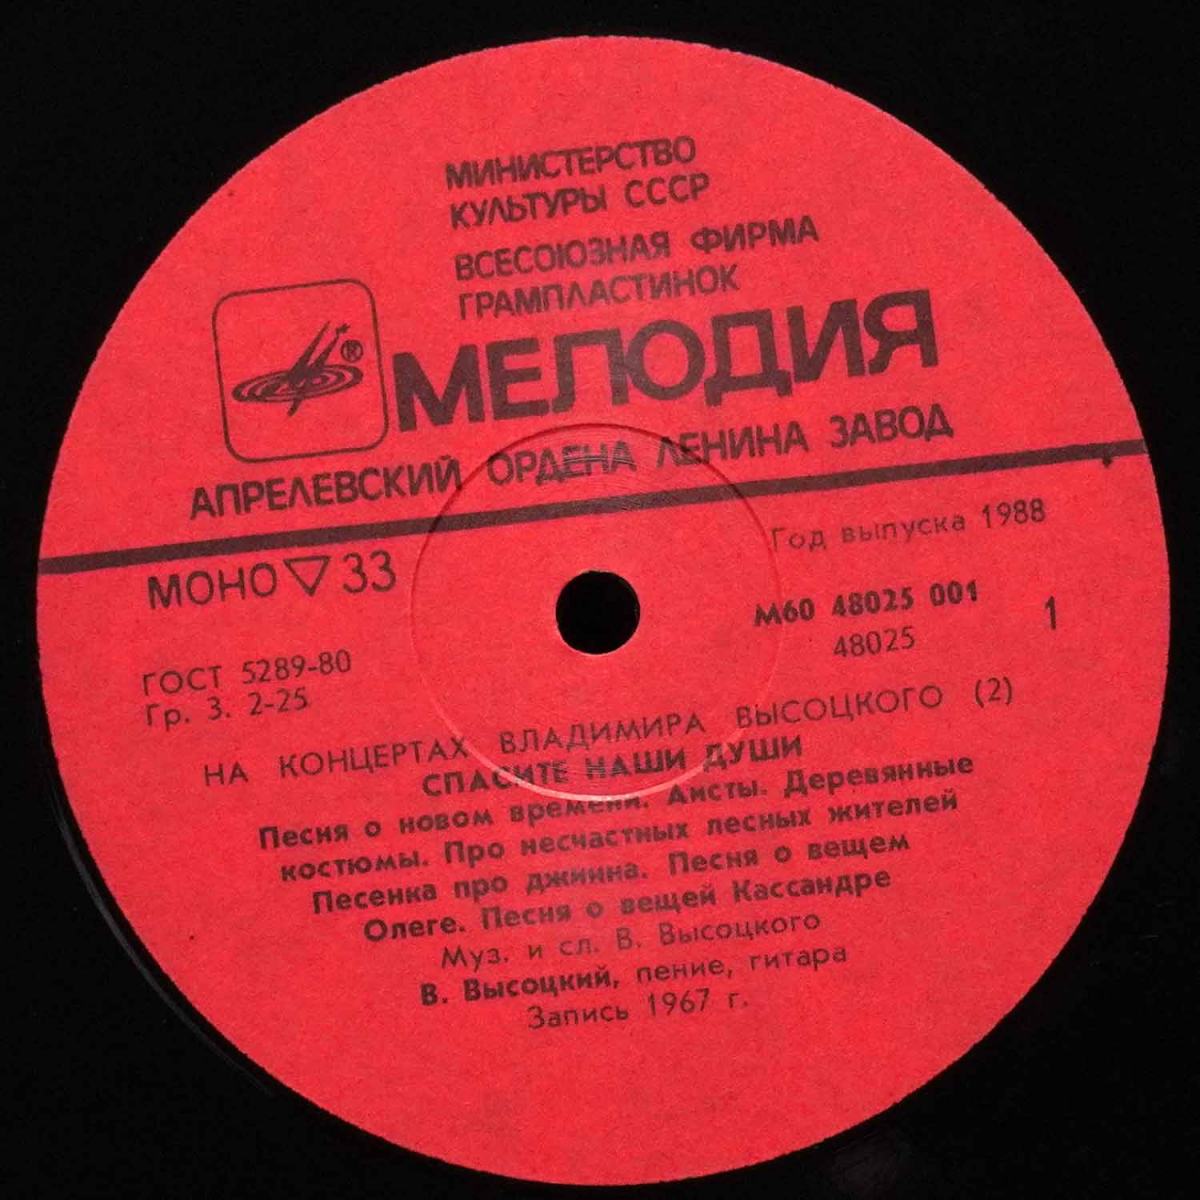 МИНИСТЕРСТВО
КУЛЬТУРЫ СССР
ВСЕСОЮЗНАЯ ФИРМА
ГРАМПЛАСТИНОК
®
МЕЛОДИЯ
АПРЕЛЕВСКИЙ ОРДЕНА ЛЕНИНА ЗАВОД
МОНО ▽ 33
Год выпуска 1988
М60 48025 001
48025
1
ГОСТ 5289-80
Гр. 3. 2-25
НА КОНЦЕРТАХ ВЛАДИМИРА ВЫСОЦКОГО (2)
СПАСИТЕ НАШИ ДУШИ
Песня о новом времени. Аисты. Деревянные
костюмы. Про несчастных лесных жителей
Песенка про джинна. Песня о вещем
Олеге. Песня о вещей Кассандре
Муз. и сл. В. Высоцкого
В. Высоцкий, пение, гитара
Запись 1967 г.